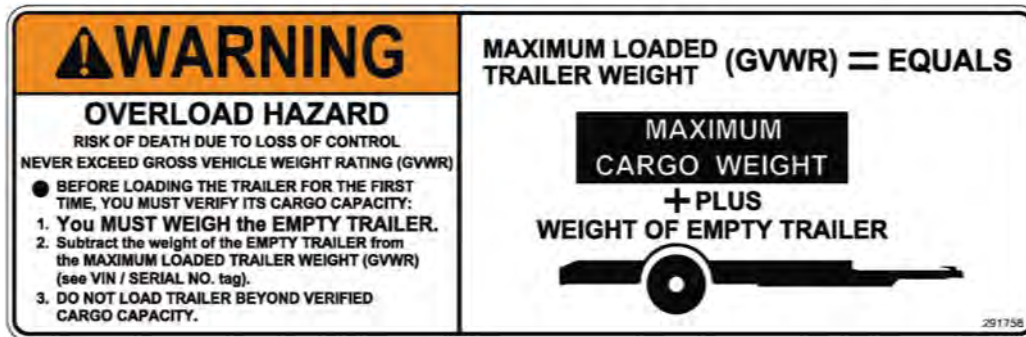 WARNING
OVERLOAD HAZARD
RISK OF DEATH DUE TO LOSS OF CONTROL
NEVER EXCEED GROSS VEHICLE WEIGHT RATING (GVWR)
● BEFORE LOADING THE TRAILER FOR THE FIRST
TIME, YOU MUST VERIFY ITS CARGO CAPACITY:
1. You MUST WEIGH the EMPTY TRAILER.
2. Subtract the weight of the EMPTY TRAILER from
the MAXIMUM LOADED TRAILER WEIGHT (GVWR)
(see VIN / SERIAL NO. tag).
3. DO NOT LOAD TRAILER BEYOND VERIFIED
CARGO CAPACITY.
MAXIMUM LOADED
TRAILER WEIGHT (GVWR) = EQUALS
MAXIMUM
CARGO WEIGHT
+ PLUS
WEIGHT OF EMPTY TRAILER
291758